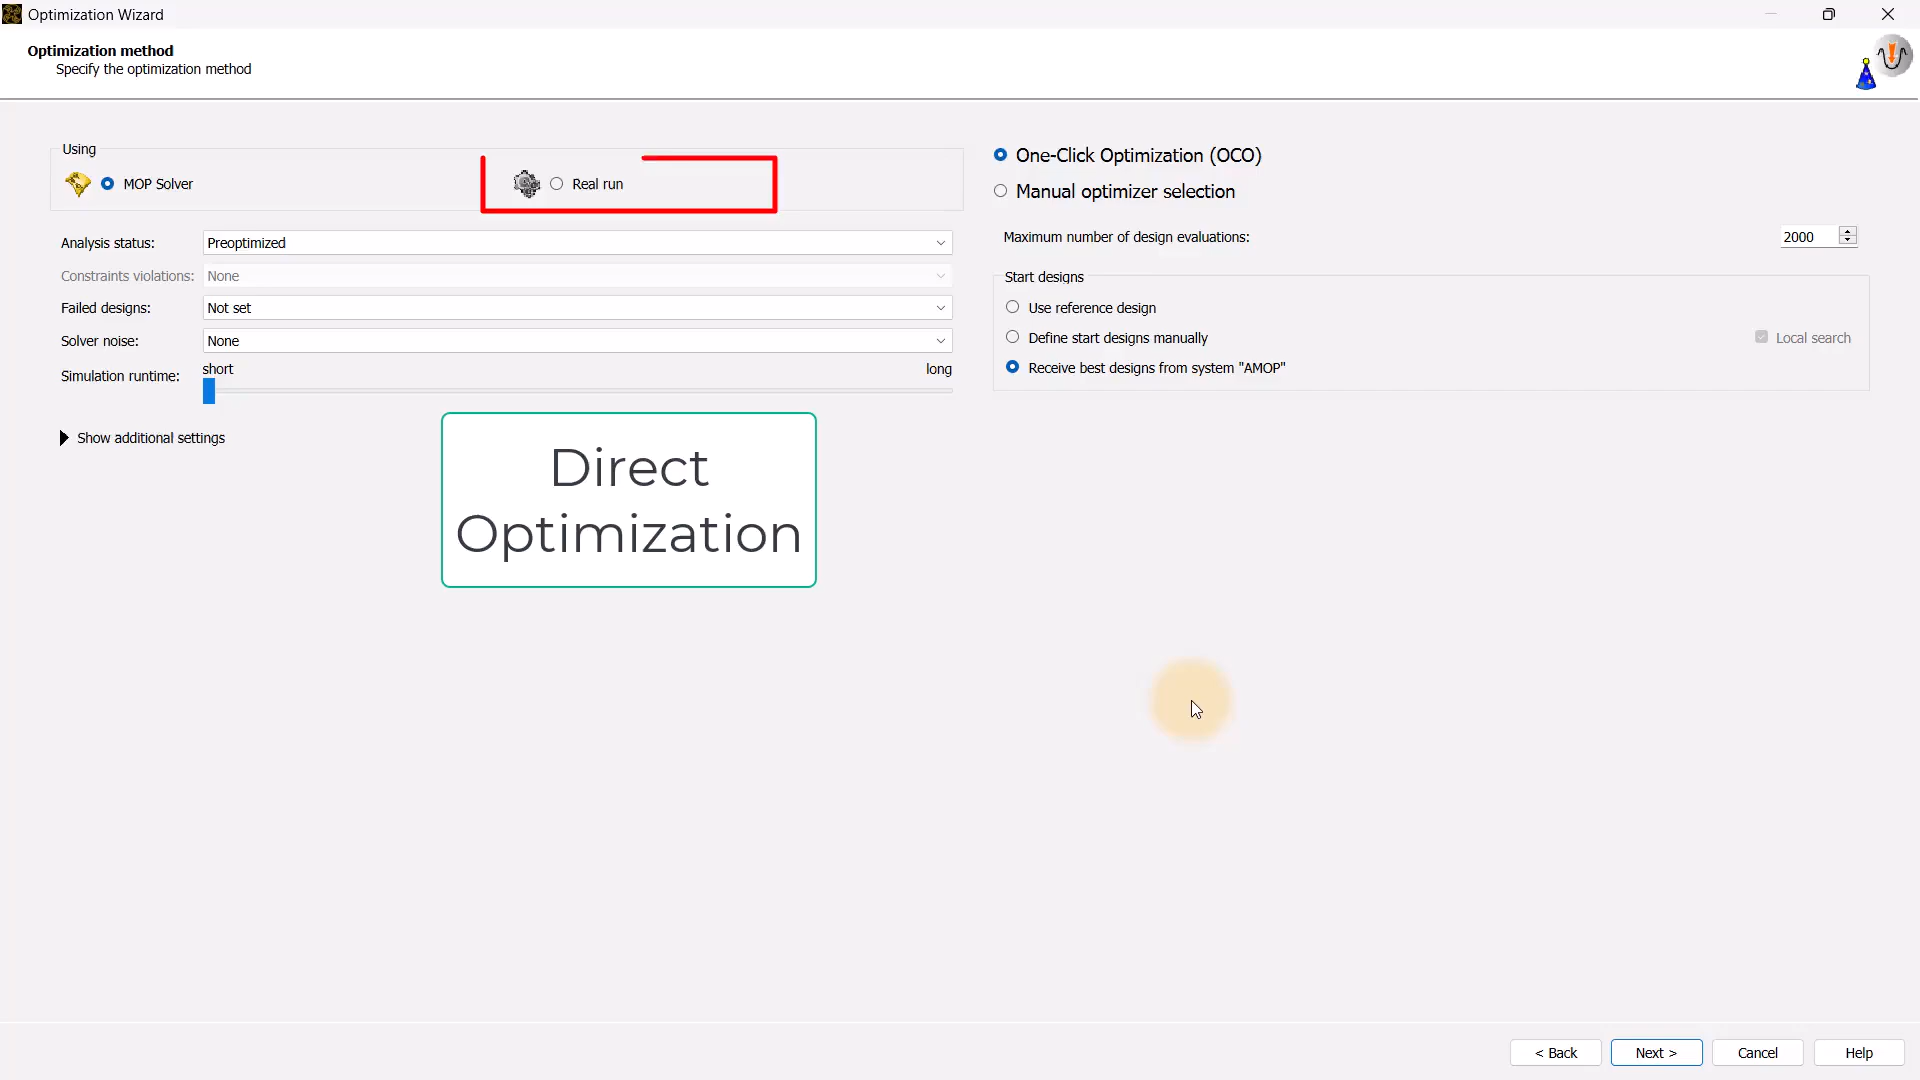 Optimization Wizard
Optimization method
Specify the optimization method
Using
MOP Solver
Real run
Analysis status:
Preoptimized
Constraints violations:
None
Failed designs:
Not set
Solver noise:
None
Simulation runtime:
short
long
Show additional settings
Direct
Optimization
One-Click Optimization (OCO)
Manual optimizer selection
Maximum number of design evaluations:
2000
Start designs
Use reference design
Define start designs manually
Local search
Receive best designs from system "AMOP"
< Back
Next >
Cancel
Help